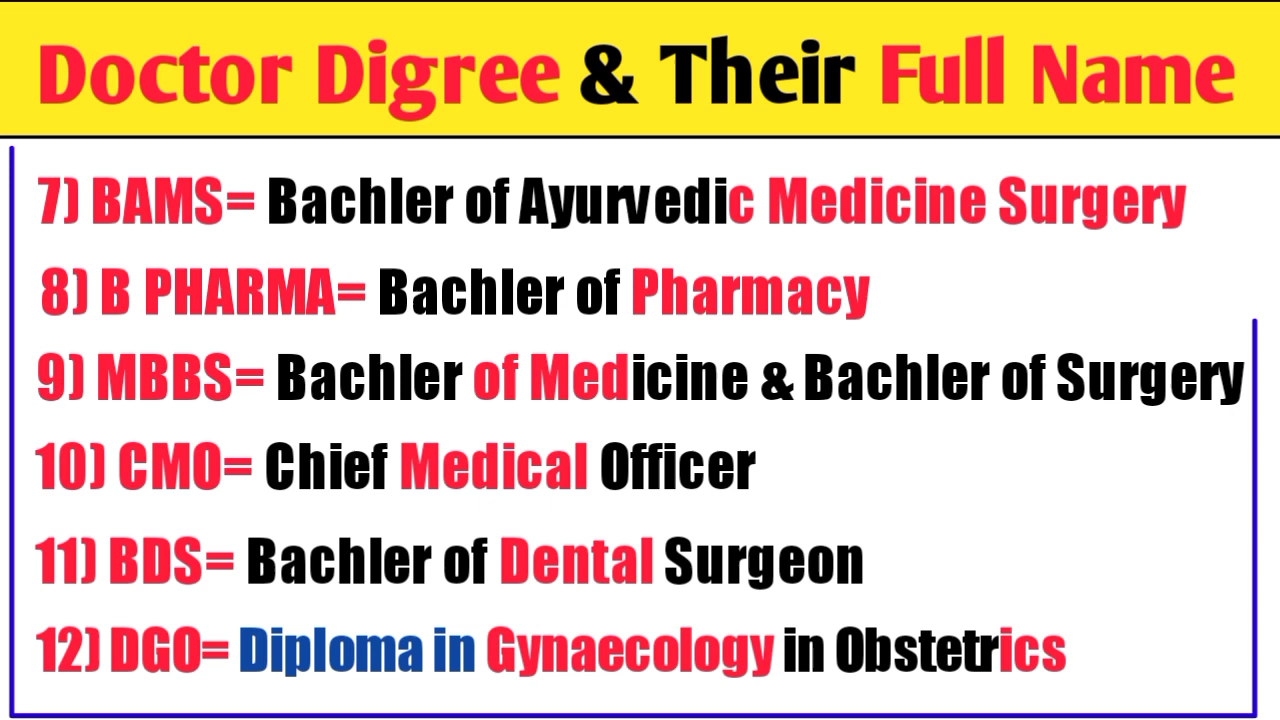 Doctor Digree & Their Full Name
7) BAMS= Bachler of Ayurvedic Medicine Surgery
8) B PHARMA= Bachler of Pharmacy
9) MBBS= Bachler of Medicine & Bachler of Surgery
10) CMO= Chief Medical Officer
11) BDS= Bachler of Dental Surgeon
12) DGO= Diploma in Gynaecology in Obstetrics